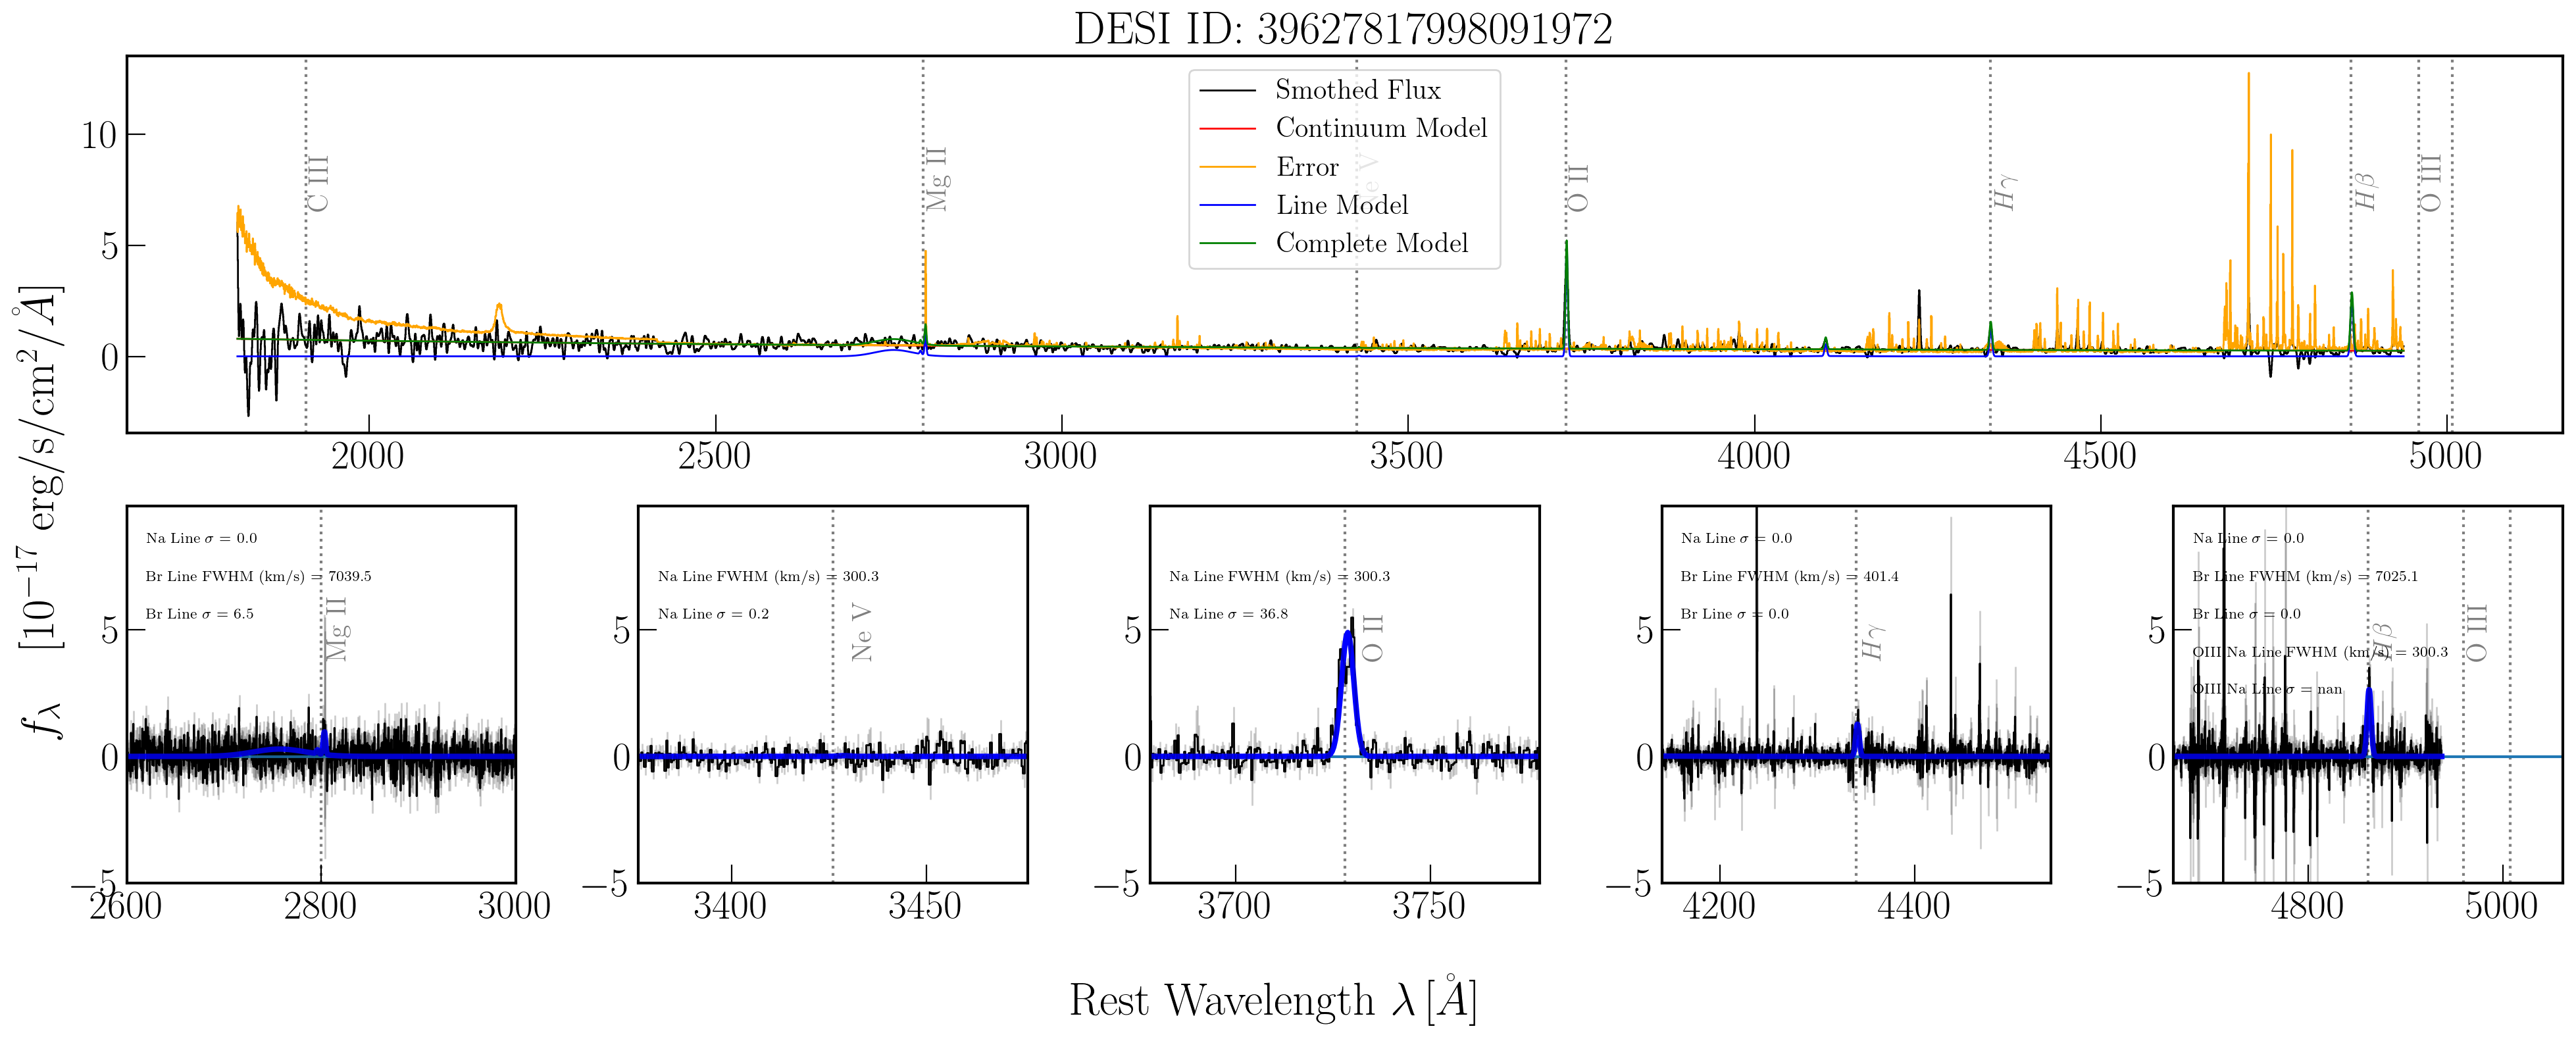 DESI ID: 39627817998091972
Smothed Flux
Continuum Model
Error
Line Model
Complete Model
C III
Mg II
e V
O II
Hγ
Hβ
O III
10
5
0
2000 2500 3000 3500 4000 4500 5000
f_λ [10⁻¹⁷ erg/s/cm²/Å]
Na Line σ = 0.0
Br Line FWHM (km/s) = 7039.5
Br Line σ = 6.5
Mg II
5
0
−5
2600 2800 3000
Na Line FWHM (km/s) = 300.3
Na Line σ = 0.2
Ne V
5
0
−5
3400 3450
Na Line FWHM (km/s) = 300.3
Na Line σ = 36.8
O II
5
0
−5
3700 3750
Na Line σ = 0.0
Br Line FWHM (km/s) = 401.4
Br Line σ = 0.0
Hγ
5
0
−5
4200 4400
Na Line σ = 0.0
Br Line FWHM (km/s) = 7025.1
Br Line σ = 0.0
OIII Na Line FWHM (km/s) = 300.3
OIII Na Line σ = nan
Hβ
O III
5
0
−5
4800 5000
Rest Wavelength λ [Å]